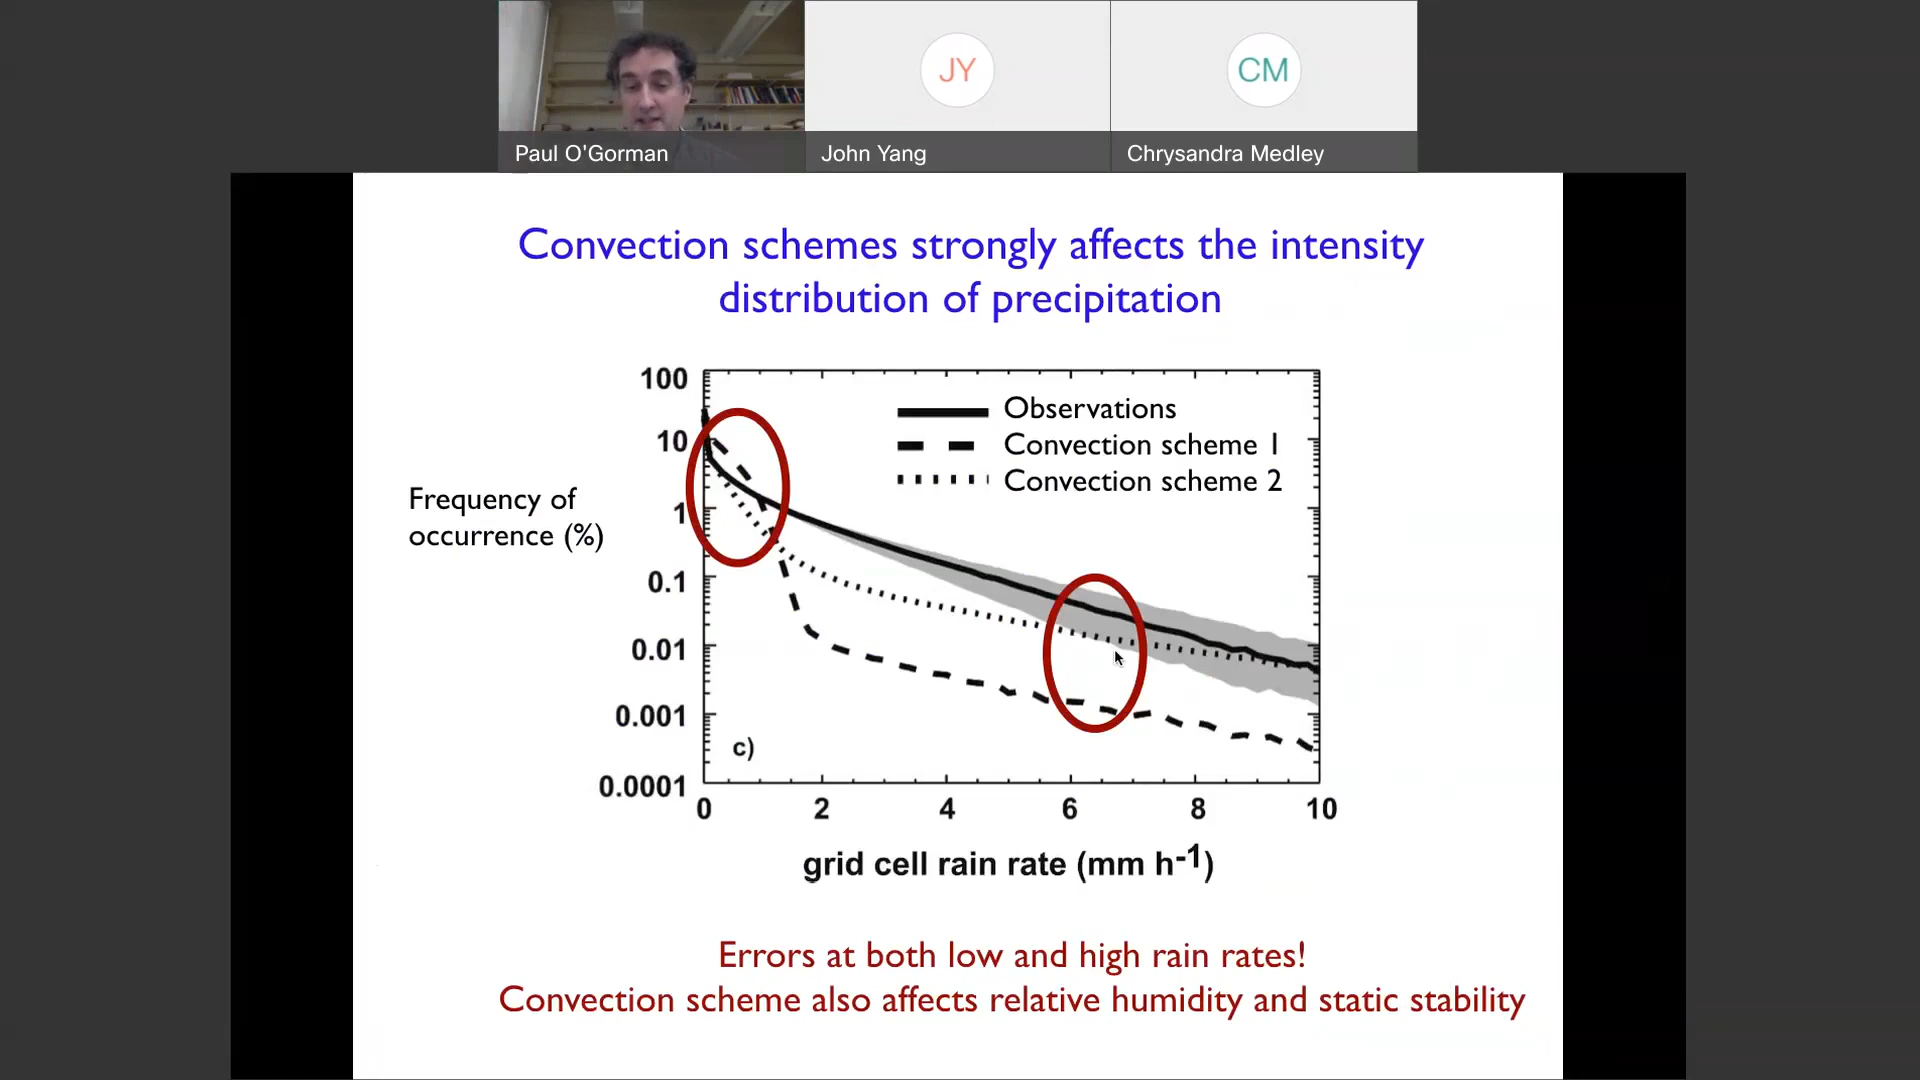 JY
CM
Paul O'Gorman
John Yang
Chrysandra Medley
Convection schemes strongly affects the intensity
distribution of precipitation
100
10
1
0.1
0.01
0.001
0.0001
Frequency of
occurrence (%)
Observations
Convection scheme 1
Convection scheme 2
c)
0 2 4 6 8 10
grid cell rain rate (mm h-1)
Errors at both low and high rain rates!
Convection scheme also affects relative humidity and static stability